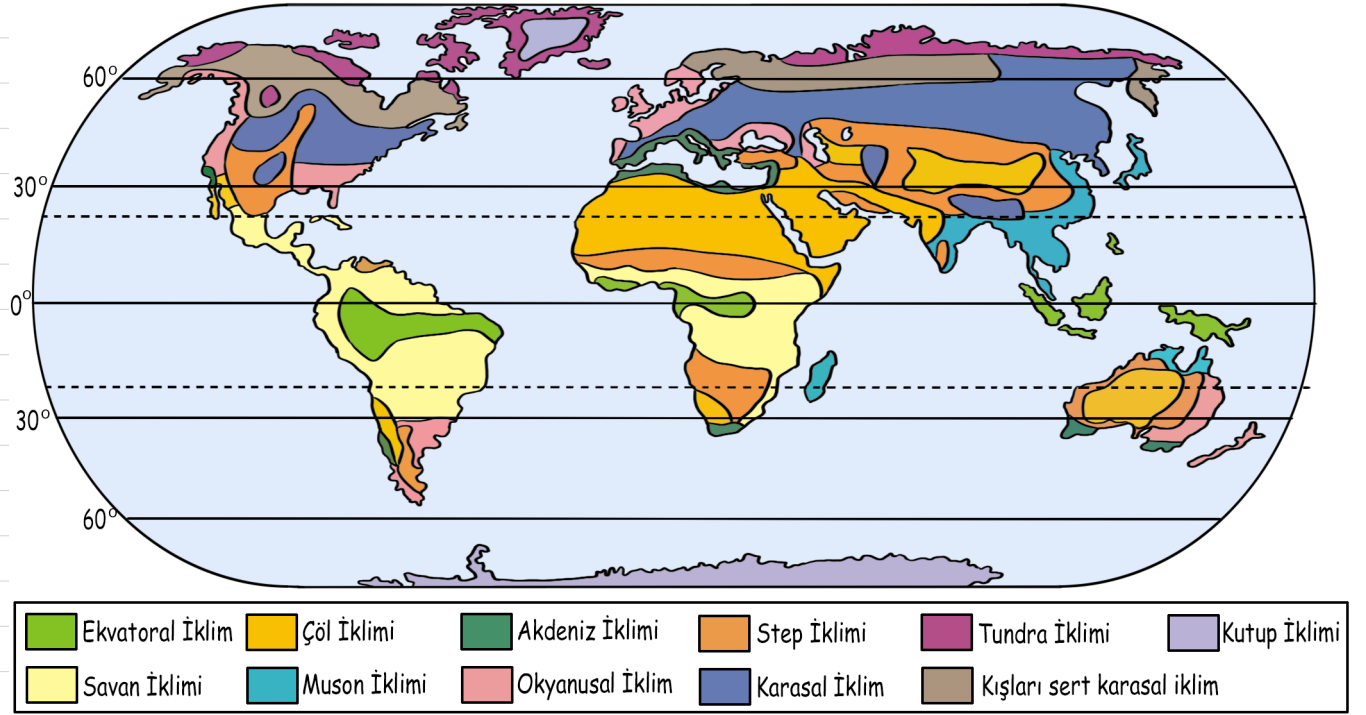 60°
30°
0°
30°
60°
Ekvatoral İklim
Çöl İklimi
Akdeniz İklimi
Step İklimi
Tundra İklimi
Kutup İklimi
Savan İklimi
Muson İklimi
Okyanusal İklim
Karasal İklim
Kışları sert karasal iklim